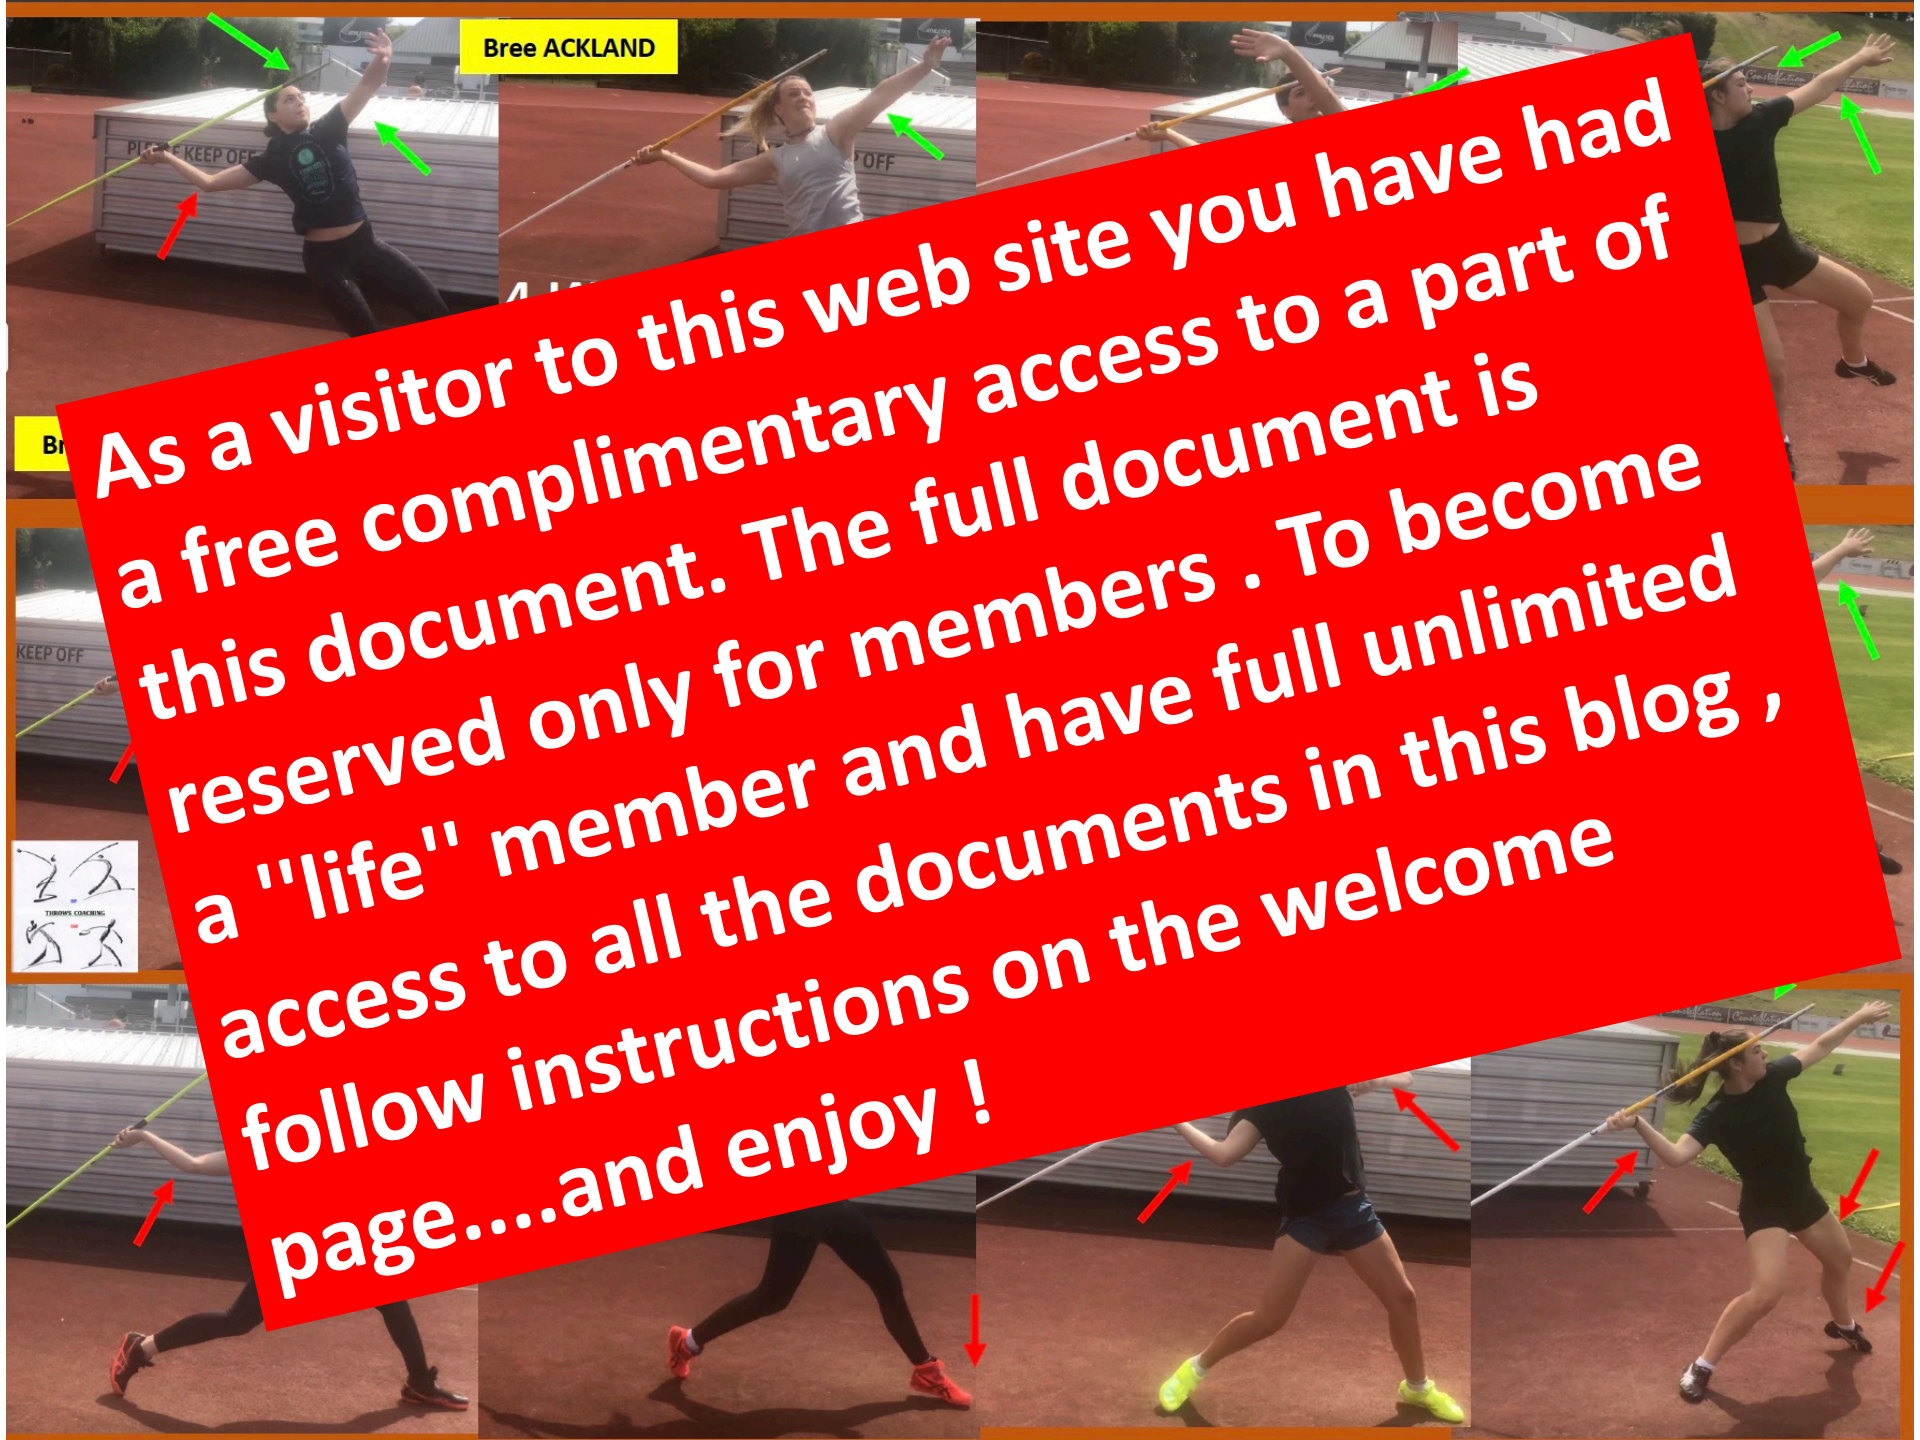 Bree ACKLAND
KEEP OFF
OFF
Constellation
As a visitor to this web site you have had
a free complimentary access to a part of
this document. The full document is
reserved only for members . To become
a "life" member and have full unlimited
access to all the documents in this blog ,
follow instructions on the welcome
page....and enjoy !
KEEP OFF
THROWS COACHING
Constellation